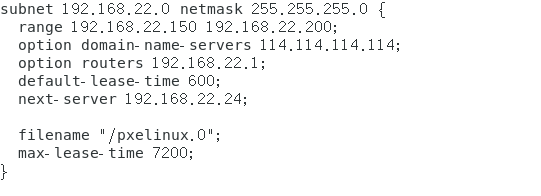 subnet 192.168.22.0 netmask 255.255.255.0 {
  range 192.168.22.150 192.168.22.200;
  option domain-name-servers 114.114.114.114;
  option routers 192.168.22.1;
  default-lease-time 600;
  next-server 192.168.22.24;

  filename "/pxelinux.0";
  max-lease-time 7200;
}